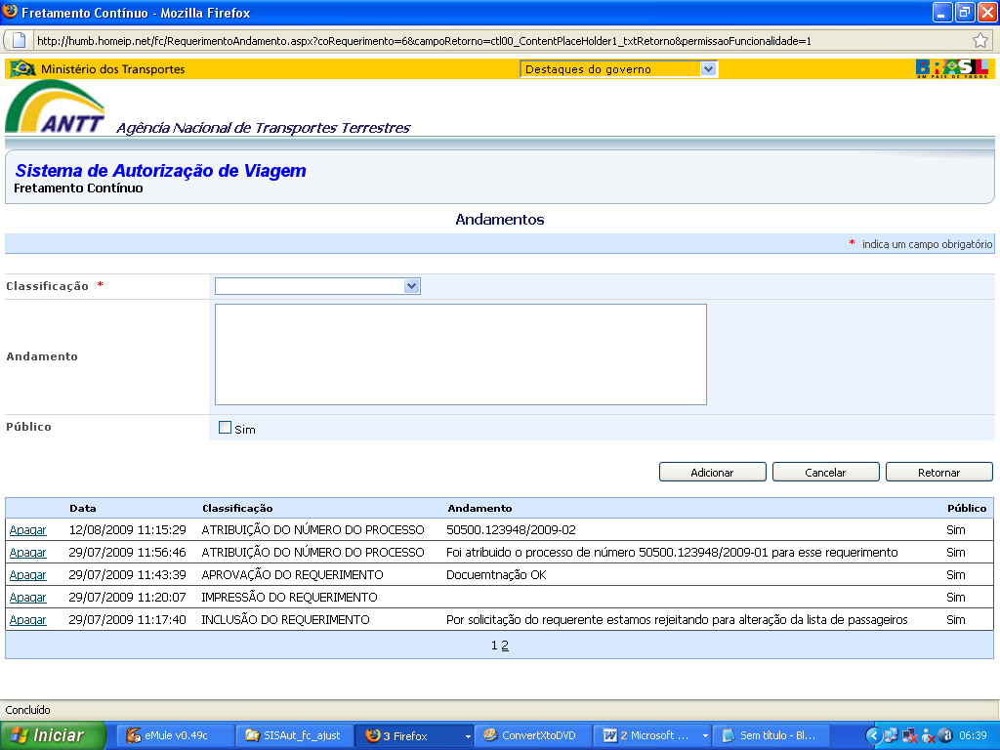 Fretamento Contínuo - Mozilla Firefox
http://humb.homeip.net/fc/RequerimentoAndamento.aspx?coRequerimento=6&campoRetorno=ctl00_ContentPlaceHolder1_txtRetorno&permissaoFuncionalidade=1
Ministério dos Transportes Destaques do governo BRASIL
UM PAÍS DE TODOS
ANTT Agência Nacional de Transportes Terrestres
Sistema de Autorização de Viagem
Fretamento Contínuo
Andamentos
* indica um campo obrigatório
Classificação *
Andamento
Público Sim
Adicionar Cancelar Retornar
Data Classificação Andamento Público
Apagar 12/08/2009 11:15:29 ATRIBUIÇÃO DO NÚMERO DO PROCESSO 50500.123948/2009-02 Sim
Apagar 29/07/2009 11:56:46 ATRIBUIÇÃO DO NÚMERO DO PROCESSO Foi atribuido o processo de número 50500.123948/2009-01 para esse requerimento Sim
Apagar 29/07/2009 11:43:39 APROVAÇÃO DO REQUERIMENTO Docuemtnação OK Sim
Apagar 29/07/2009 11:20:07 IMPRESSÃO DO REQUERIMENTO Sim
Apagar 29/07/2009 11:17:40 INCLUSÃO DO REQUERIMENTO Por solicitação do requerente estamos rejeitando para alteração da lista de passageiros Sim
1 2
Concluído
Iniciar eMule v0.49c SISAut_fc_ajust 3 Firefox ConvertXtoDVD 2 Microsoft ... Sem título - Bl... 06:39